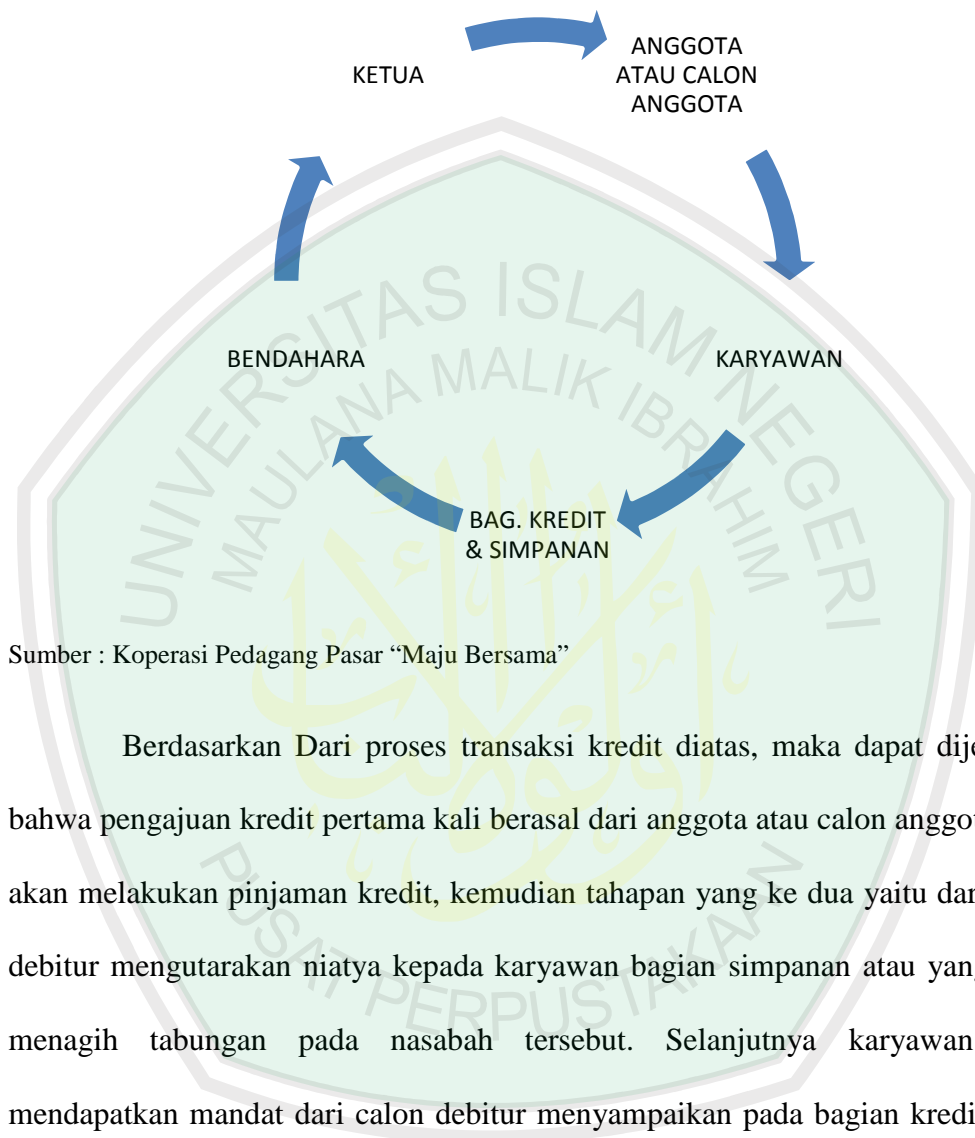 KETUA
ANGGOTA
ATAU CALON
ANGGOTA
BENDAHARA
KARYAWAN
BAG. KREDIT
& SIMPANAN
UNIVERSITAS ISLAM NEGERI
MAULANA MALIK IBRAHIM
PUSAT PERPUSTAKAAN
Sumber : Koperasi Pedagang Pasar “Maju Bersama”
Berdasarkan Dari proses transaksi kredit diatas, maka dapat dije
bahwa pengajuan kredit pertama kali berasal dari anggota atau calon anggot
akan melakukan pinjaman kredit, kemudian tahapan yang ke dua yaitu dar
debitur mengutarakan niatya kepada karyawan bagian simpanan atau yang
menagih tabungan pada nasabah tersebut. Selanjutnya karyawan
mendapatkan mandat dari calon debitur menyampaikan pada bagian kredi